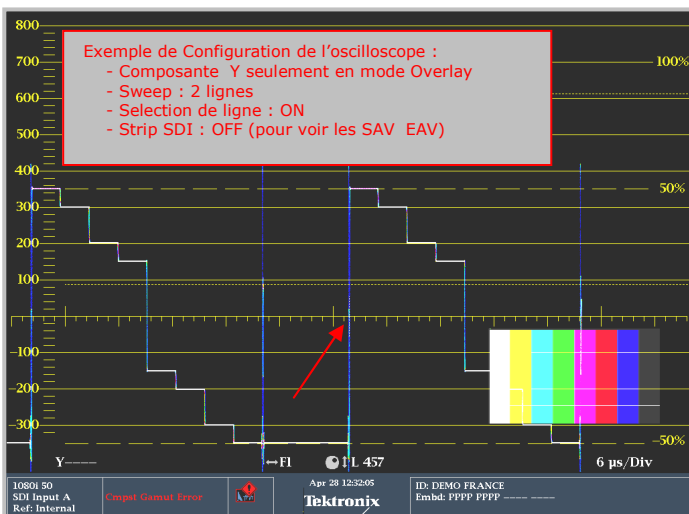 800
Exemple de Configuration de l'oscilloscope :
- Composante Y seulement en mode Overlay
- Sweep : 2 lignes
- Selection de ligne : ON
- Strip SDI : OFF (pour voir les SAV EAV)
100%
700
600
500
400
50%
300
200
100
-100
-200
-300
-50%
Y----
↔F1
↕L 457
6 µs/Div
1080i 50
SDI Input A
Ref: Internal
Cmpst Gamut Error
Apr 28 12:32:05
Tektronix
ID: DEMO FRANCE
Embd: PPPP PPPP ---- ----